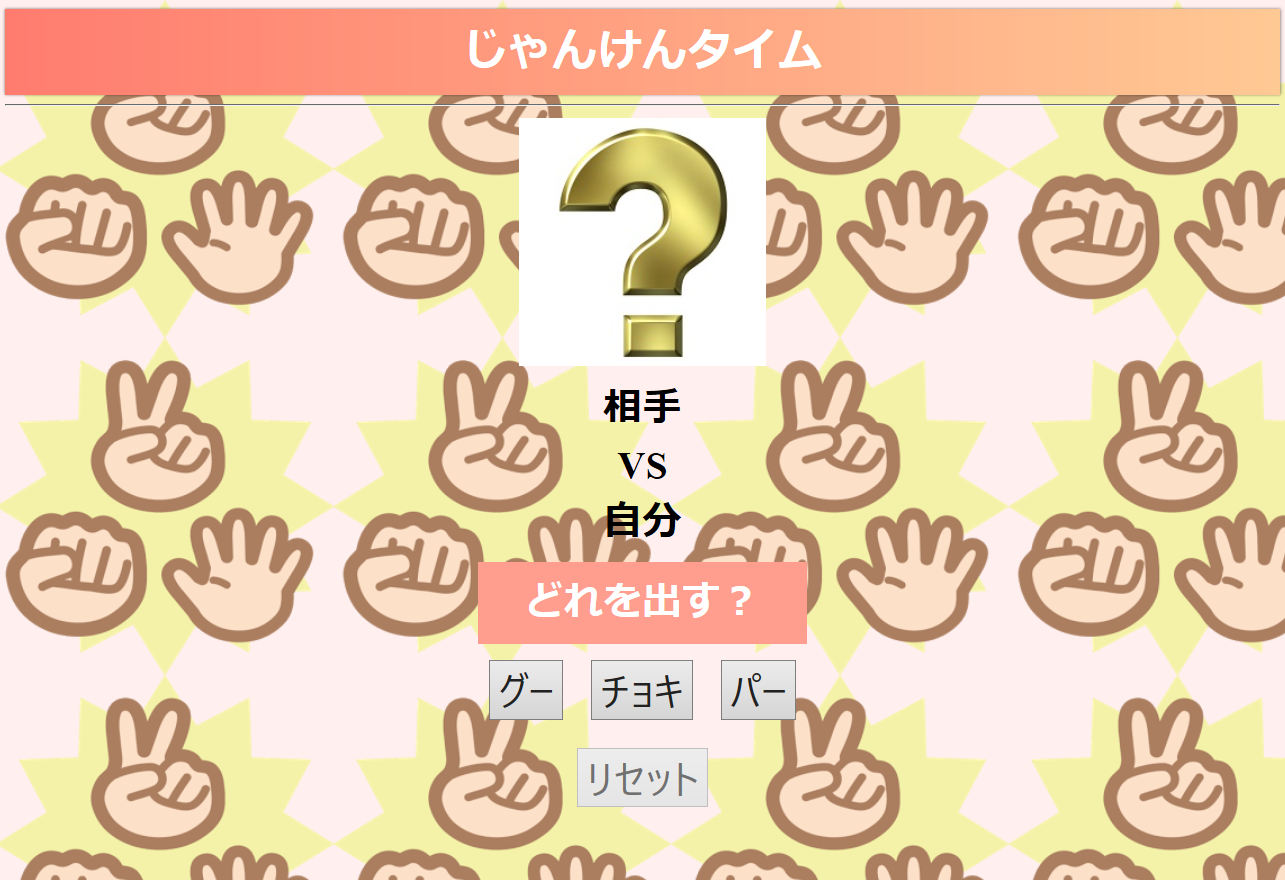 じゃんけんタイム
?
相手
VS
自分
どれを出す？
グー チョキ パー
リセット